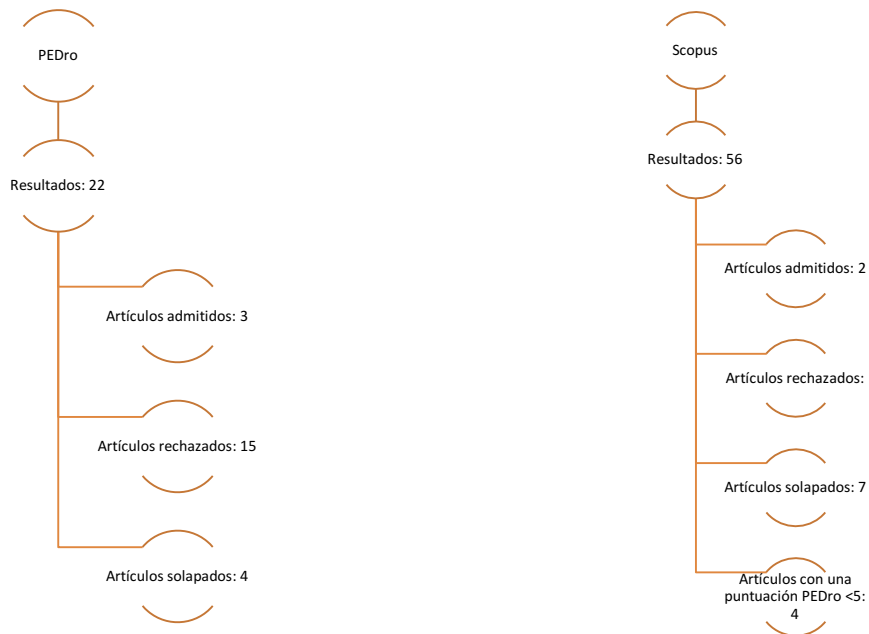 PEDro
Resultados: 22
Artículos admitidos: 3
Artículos rechazados: 15
Artículos solapados: 4
Scopus
Resultados: 56
Artículos admitidos: 2
Artículos rechazados:
Artículos solapados: 7
Artículos con una
puntuación PEDro <5:
4